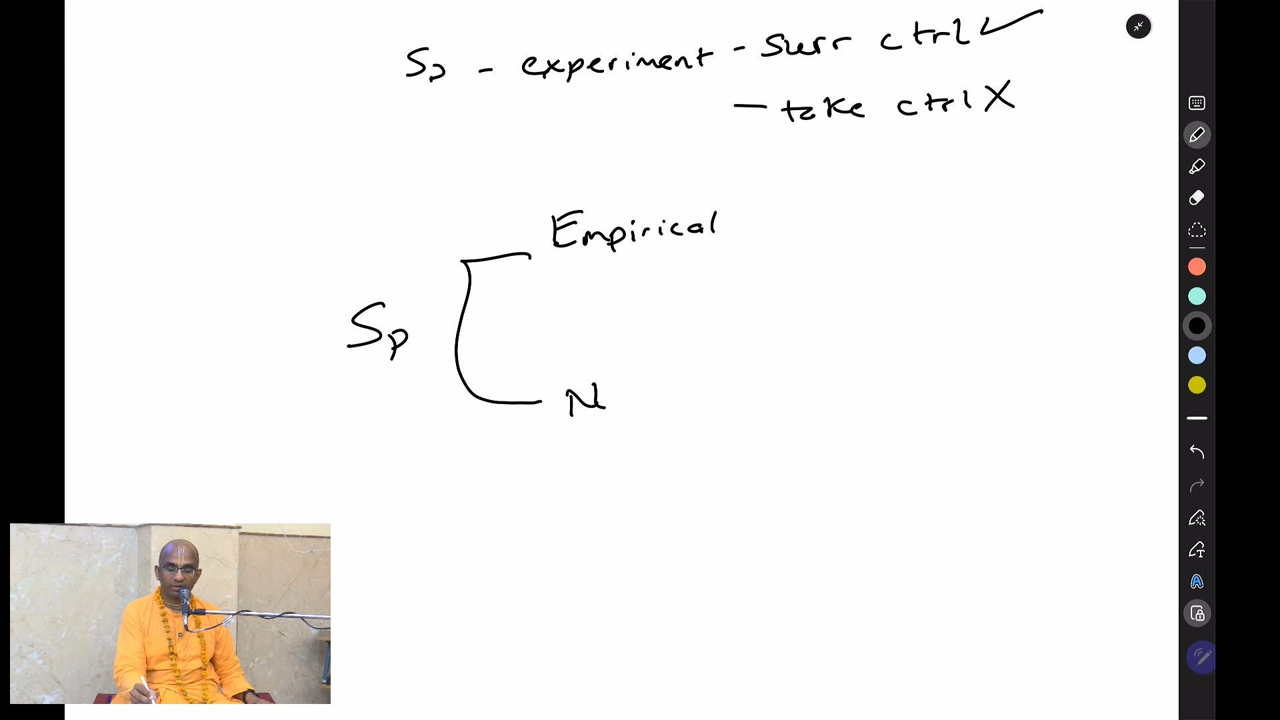 Sp - experiment - surr ctrl ✓
- take ctrl X
Empirical
Sp
N